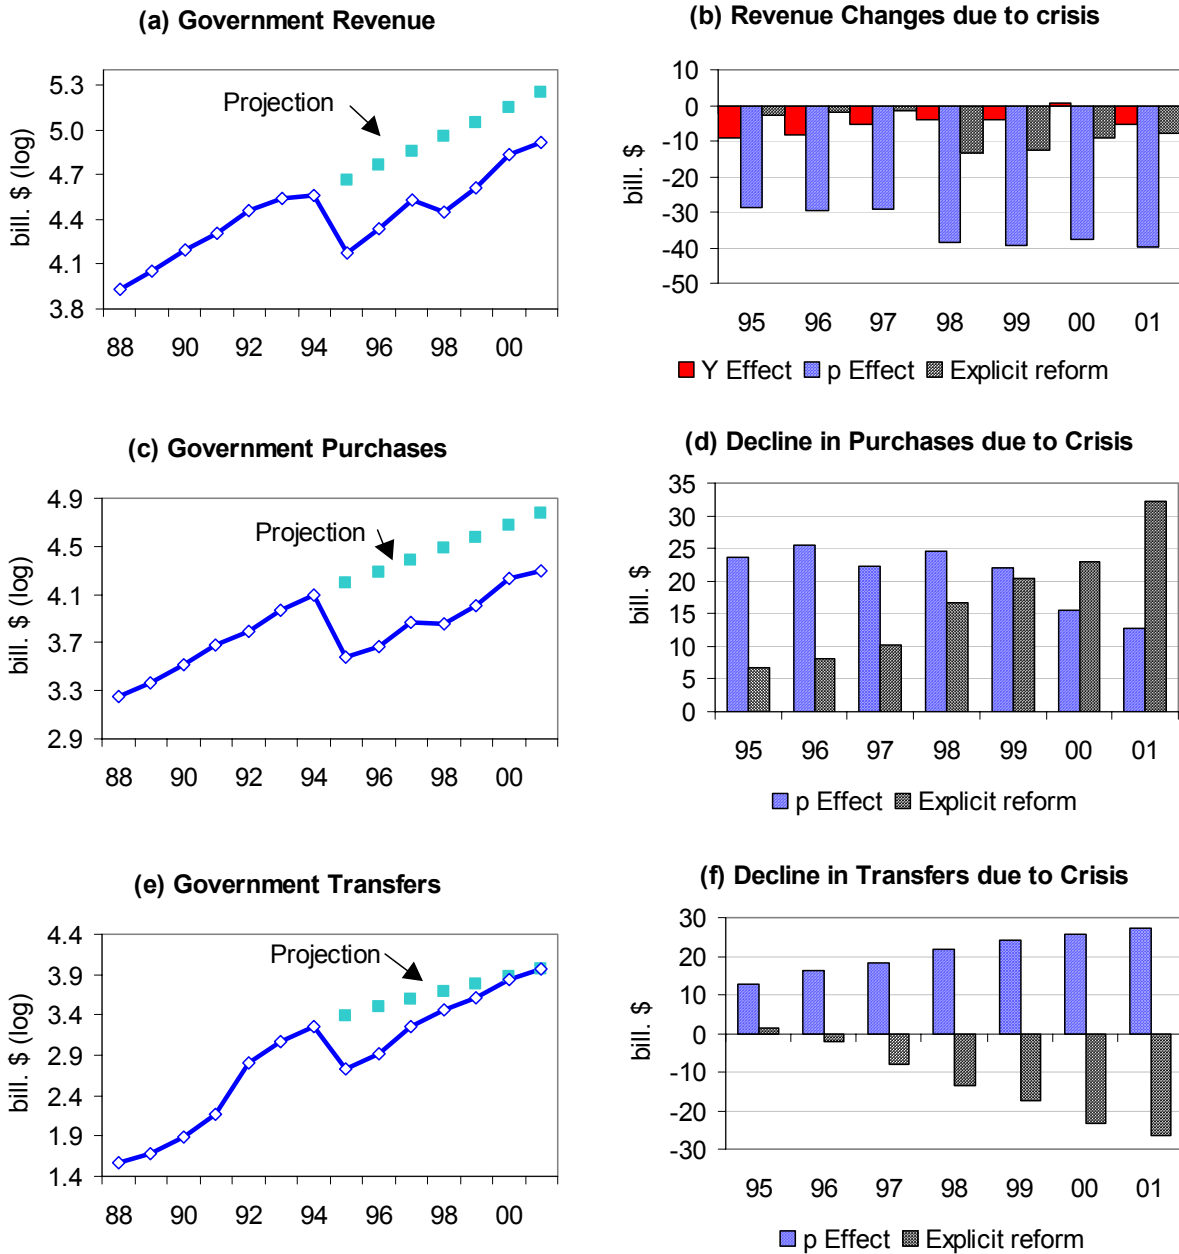 (a) Government Revenue
bill. $ (log)
5.3
5.0
4.7
4.4
4.1
3.8
Projection
88 90 92 94 96 98 00
(b) Revenue Changes due to crisis
bill. $
10
0
-10
-20
-30
-40
-50
95 96 97 98 99 00 01
Y Effect p Effect Explicit reform
(c) Government Purchases
bill. $ (log)
4.9
4.5
4.1
3.7
3.3
2.9
Projection
88 90 92 94 96 98 00
(d) Decline in Purchases due to Crisis
bill. $
35
30
25
20
15
10
5
0
95 96 97 98 99 00 01
p Effect Explicit reform
(e) Government Transfers
bill. $ (log)
4.4
3.9
3.4
2.9
2.4
1.9
1.4
Projection
88 90 92 94 96 98 00
(f) Decline in Transfers due to Crisis
bill. $
30
20
10
0
-10
-20
-30
95 96 97 98 99 00 01
p Effect Explicit reform